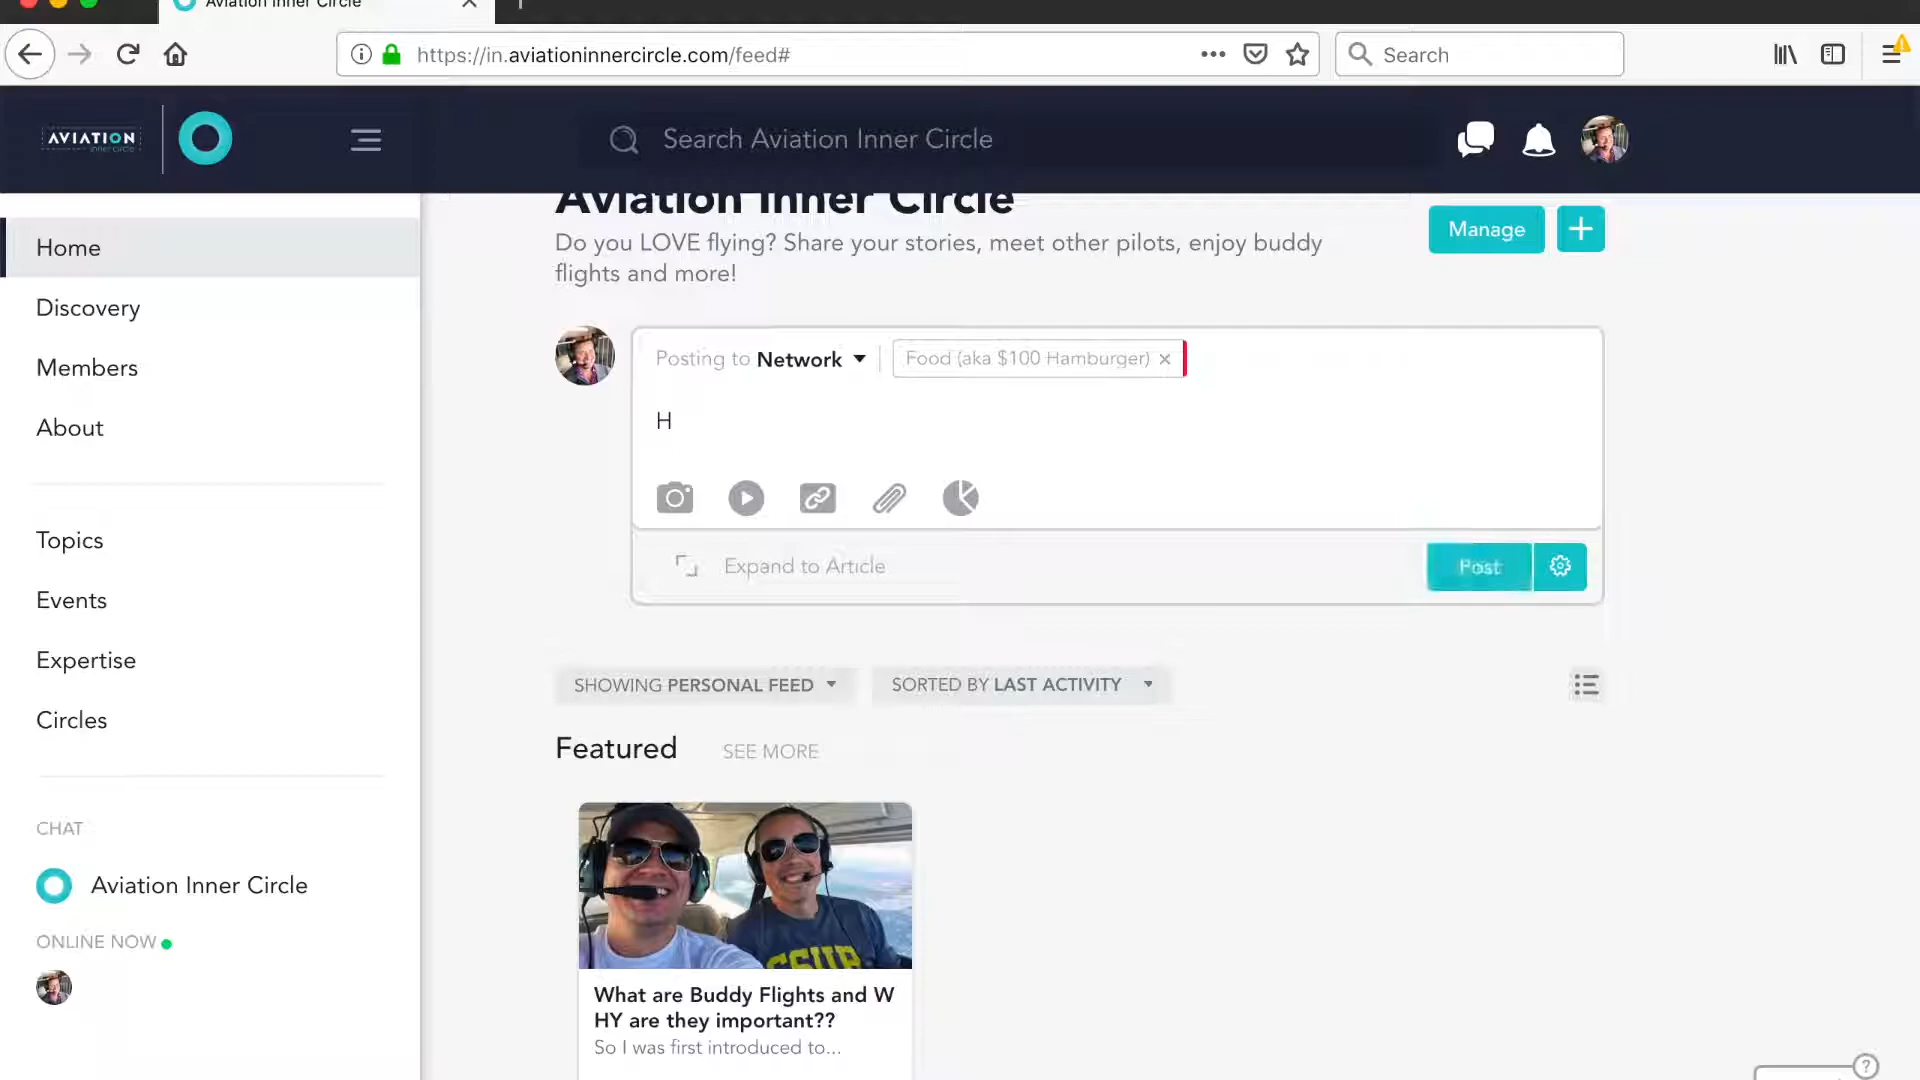 Aviation Inner Circle
https://in.aviationinnercircle.com/feed#
Search
AVIATION
inner circle
Search Aviation Inner Circle
Aviation Inner Circle
Do you LOVE flying? Share your stories, meet other pilots, enjoy buddy
flights and more!
Manage
Home
Discovery
Members
About
Topics
Events
Expertise
Circles
CHAT
Aviation Inner Circle
ONLINE NOW
Posting to Network
Food (aka $100 Hamburger)
H
Expand to Article
Post
SHOWING PERSONAL FEED
SORTED BY LAST ACTIVITY
Featured
SEE MORE
CSUB
What are Buddy Flights and W
HY are they important??
So I was first introduced to...
?